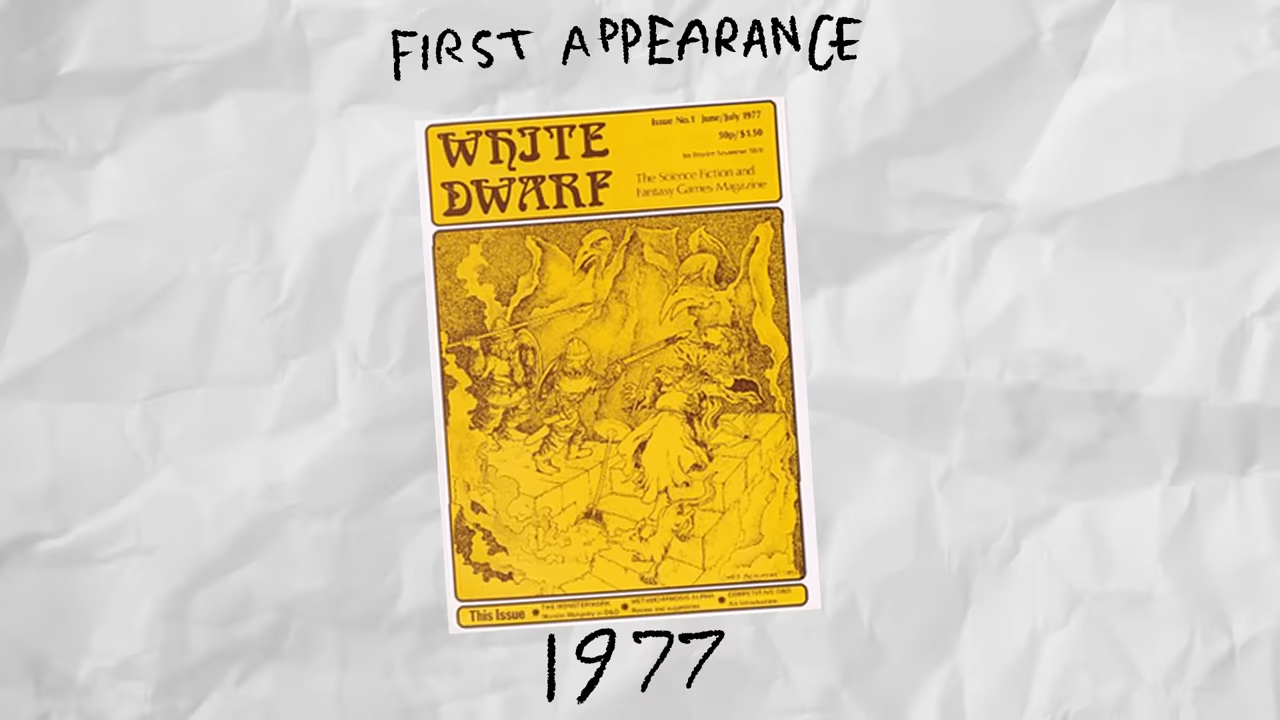 FIRST APPEARANCE
WHITE
DWARF
Issue No.1 June/July 1977
50p/$1.50
The Science Fiction and
Fantasy Games Magazine
This Issue
THE MONSTERMARK
METAMORPHOSIS ALPHA
COMPETITIVE D&D
Review and suggestions
An Introduction
1977